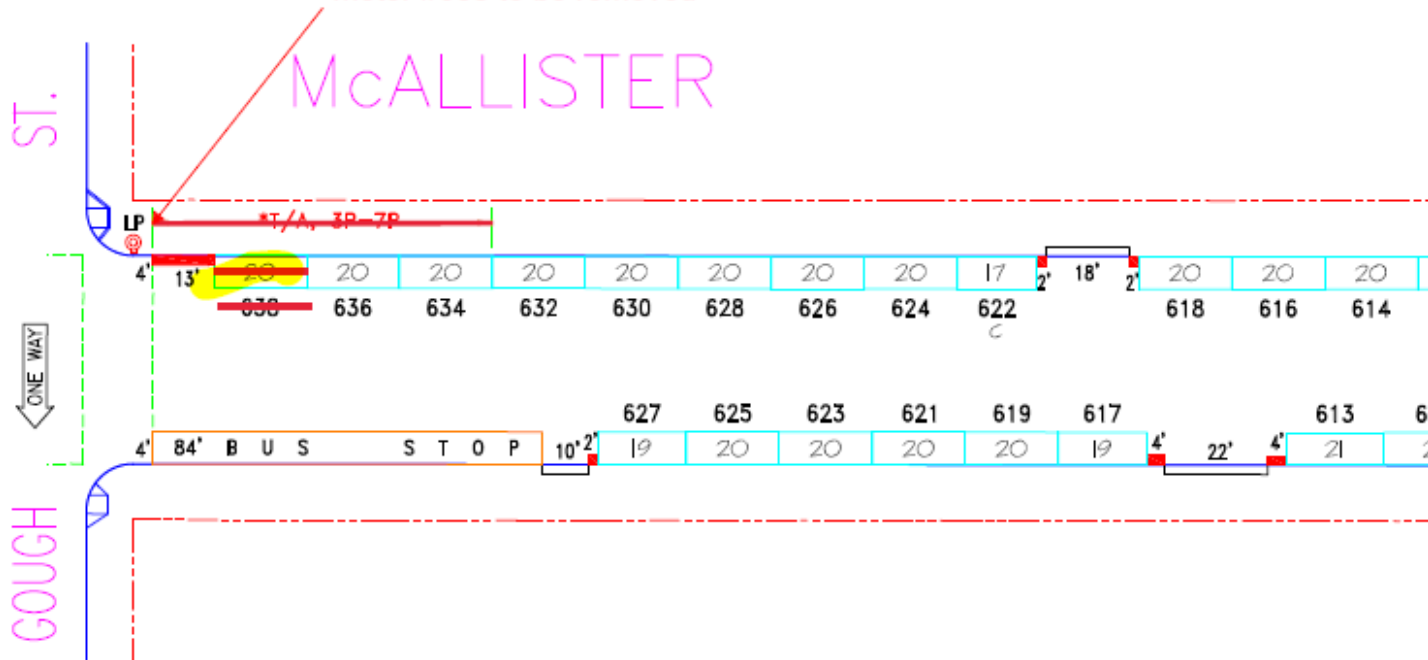 McALLISTER
ST.
LP
*T/A, 3P-7P
4' 13' 20 20 20 20 20 20 20 20 17 2' 18' 2' 20 20 20
638 636 634 632 630 628 626 624 622 618 616 614
C
ONE WAY
627 625 623 621 619 617 613
4' 84' BUS STOP 10' 2' 19 20 20 20 20 19 4' 22' 4' 21
GOUGH